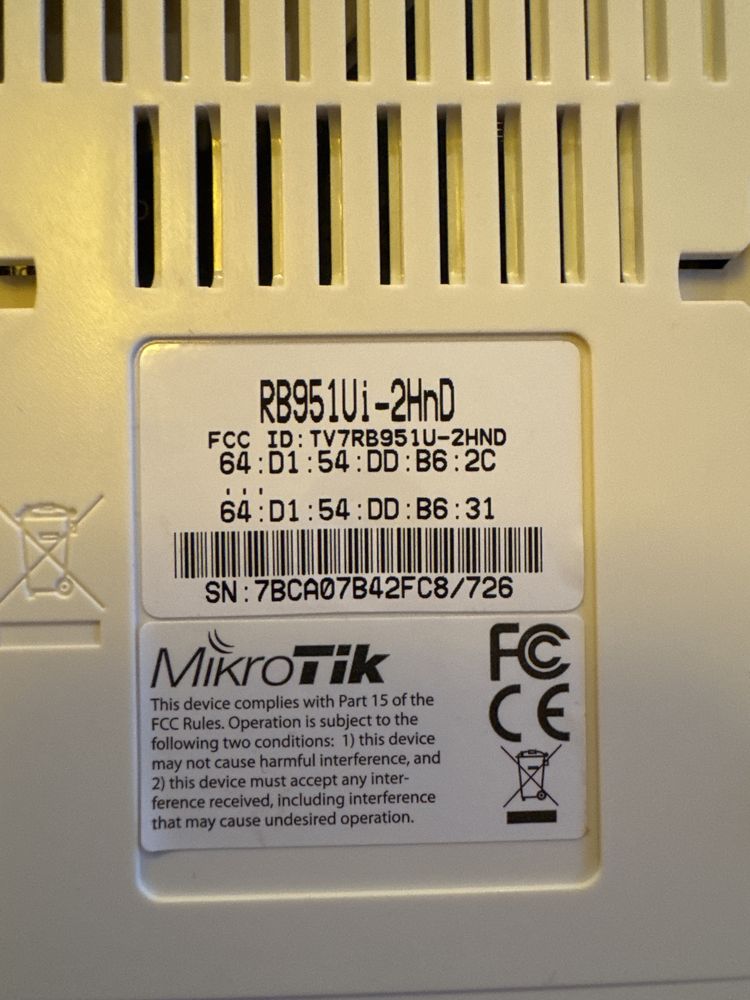 RB951Ui-2HnD
FCC ID:TV7RB951U-2HND
64:D1:54:DD:B6:2C
...
64:D1:54:DD:B6:31
SN:7BCA07B42FC8/726
MikroTik
FC
CE
This device complies with Part 15 of the
FCC Rules. Operation is subject to the
following two conditions: 1) this device
may not cause harmful interference, and
2) this device must accept any inter-
ference received, including interference
that may cause undesired operation.